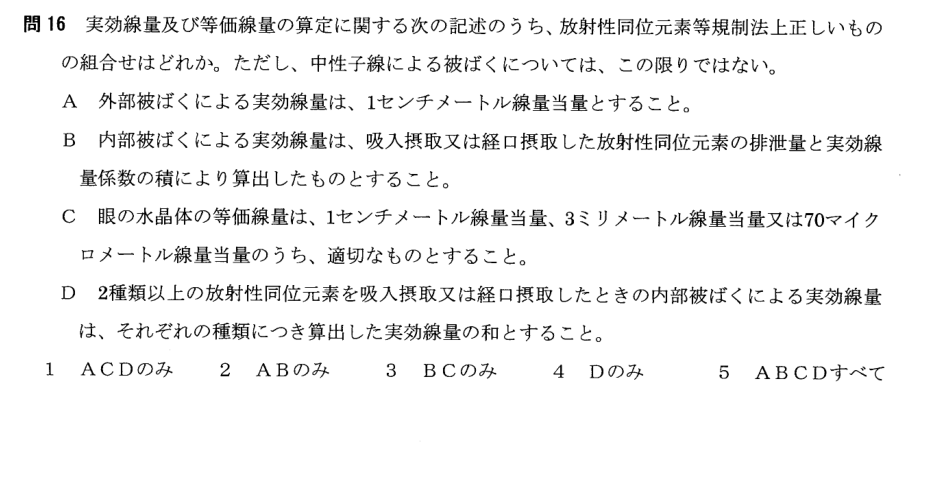 問16 実効線量及び等価線量の算定に関する次の記述のうち、放射性同位元素等規制法上正しいもの
の組合せはどれか。ただし、中性子線による被ばくについては、この限りではない。
A 外部被ばくによる実効線量は、1センチメートル線量当量とすること。
B 内部被ばくによる実効線量は、吸入摂取又は経口摂取した放射性同位元素の排泄量と実効線
量係数の積により算出したものとすること。
C 眼の水晶体の等価線量は、1センチメートル線量当量、3ミリメートル線量当量又は70マイク
ロメートル線量当量のうち、適切なものとすること。
D 2種類以上の放射性同位元素を吸入摂取又は経口摂取したときの内部被ばくによる実効線量
は、それぞれの種類につき算出した実効線量の和とすること。
1 ACDのみ 2 ABのみ 3 BCのみ 4 Dのみ 5 ABCDすべて